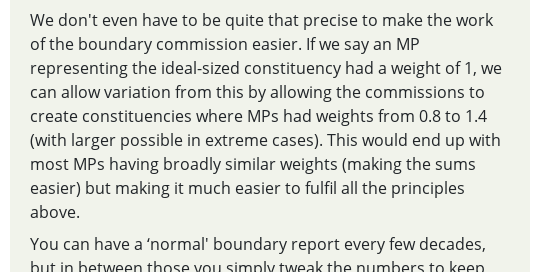 We don't even have to be quite that precise to make the work
of the boundary commission easier. If we say an MP
representing the ideal-sized constituency had a weight of 1, we
can allow variation from this by allowing the commissions to
create constituencies where MPs had weights from 0.8 to 1.4
(with larger possible in extreme cases). This would end up with
most MPs having broadly similar weights (making the sums
easier) but making it much easier to fulfil all the principles
above.
You can have a ‘normal' boundary report every few decades,
but in between those you simply tweak the numbers to keep